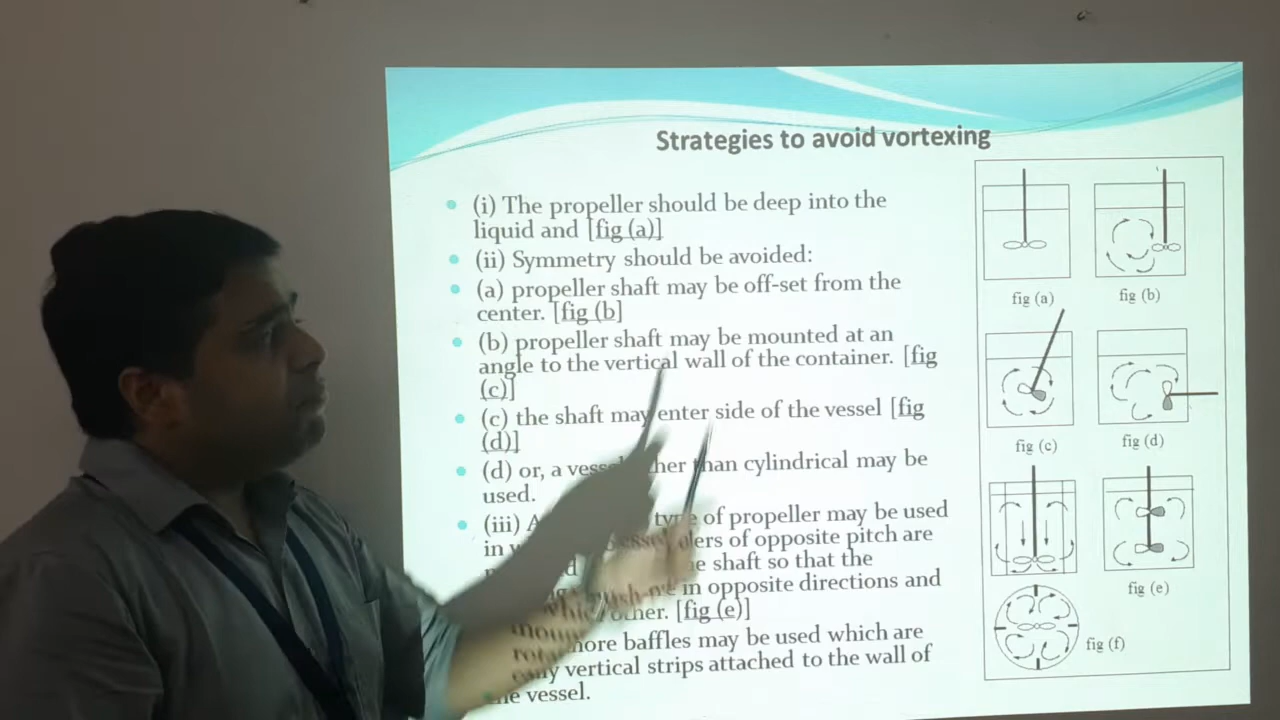 Strategies to avoid vortexing
(i) The propeller should be deep into the
liquid and [fig (a)]
(ii) Symmetry should be avoided:
(a) propeller shaft may be off-set from the
center. [fig (b]
(b) propeller shaft may be mounted at an
angle to the vertical wall of the container. [fig
(c)]
(c) the shaft may enter side of the vessel [fig
(d)]
(d) or, a than cylindrical may be
used.
(iii) type of propeller may be used
in of opposite pitch are
shaft so that the
in opposite directions and
other. [fig (e)]
more baffles may be used which are
vertical strips attached to the wall of
vessel.
fig (a)
fig (b)
fig (c)
fig (d)
fig (e)
fig (f)